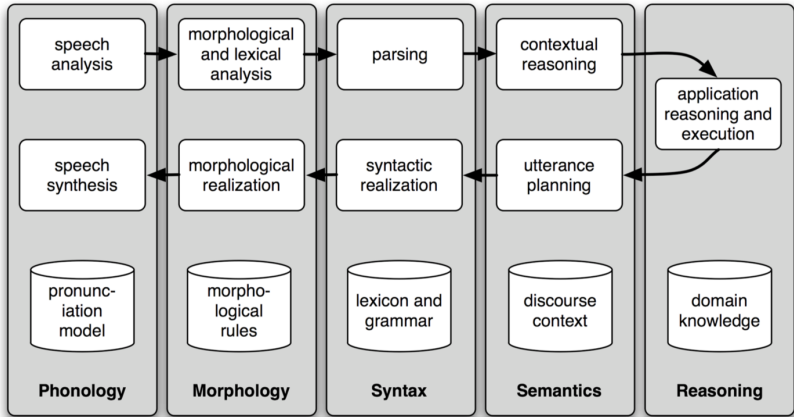 speech
analysis
morphological
and lexical
analysis
parsing
contextual
reasoning
application
reasoning and
execution
speech
synthesis
morphological
realization
syntactic
realization
utterance
planning
pronunc-
iation
model
morpho-
logical
rules
lexicon and
grammar
discourse
context
domain
knowledge
Phonology
Morphology
Syntax
Semantics
Reasoning